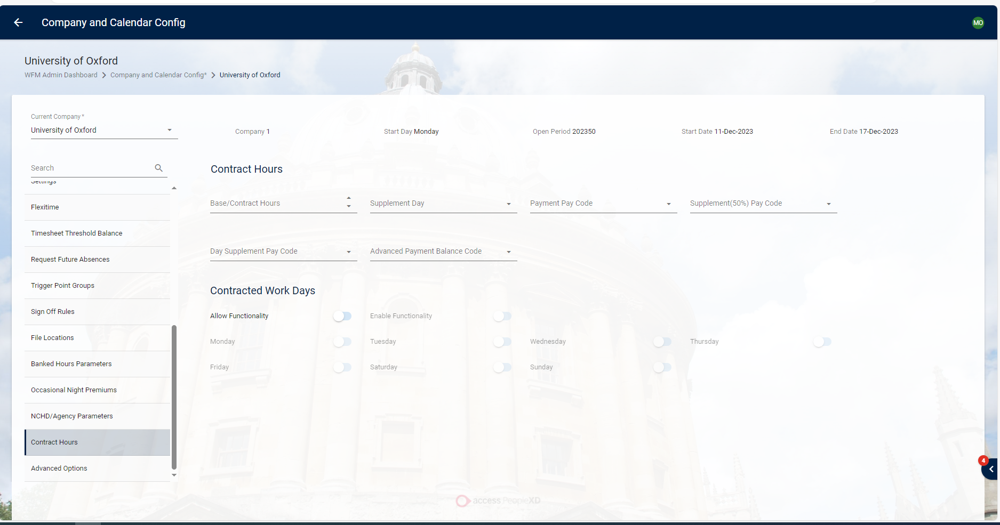 Company and Calendar Config
MO
University of Oxford
WFM Admin Dashboard > Company and Calendar Config* > University of Oxford
Current Company *
University of Oxford
Company 1
Start Day Monday
Open Period 202350
Start Date 11-Dec-2023
End Date 17-Dec-2023
Search
Settings
Flexitime
Timesheet Threshold Balance
Request Future Absences
Trigger Point Groups
Sign Off Rules
File Locations
Banked Hours Parameters
Occasional Night Premiums
NCHD/Agency Parameters
Contract Hours
Advanced Options
Contract Hours
Base/Contract Hours
Supplement Day
Payment Pay Code
Supplement(50%) Pay Code
Day Supplement Pay Code
Advanced Payment Balance Code
Contracted Work Days
Allow Functionality
Enable Functionality
Monday
Tuesday
Wednesday
Thursday
Friday
Saturday
Sunday
4
access PeopleXD